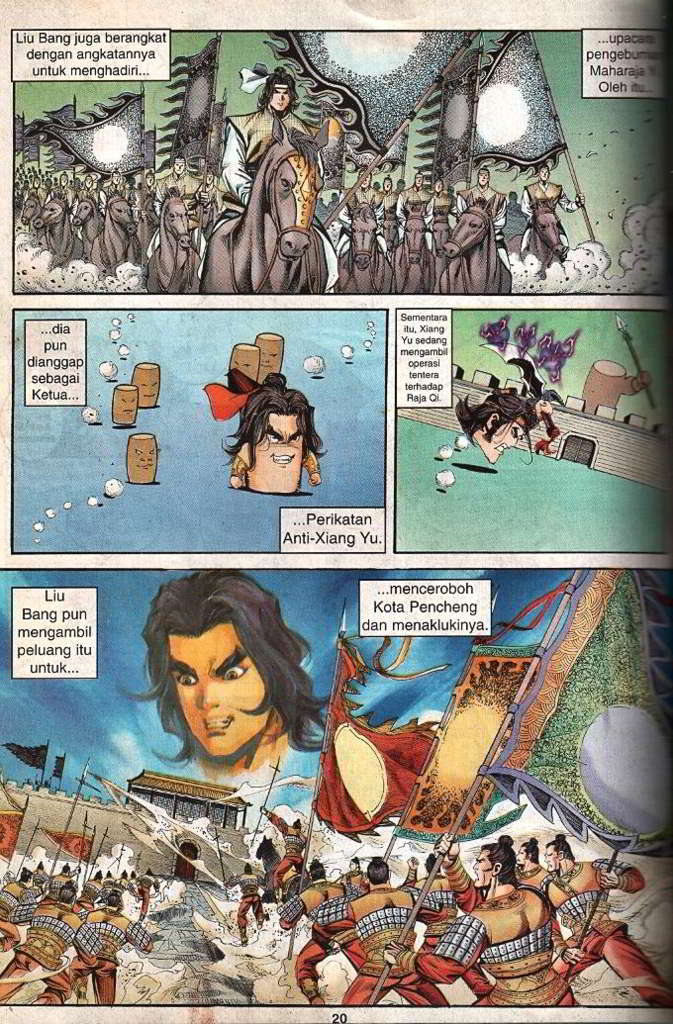 Liu Bang juga berangkat
dengan angkatannya
untuk menghadiri...
...upacara
pengebumian
Maharaja
Oleh itu...
...dia
pun
dianggap
sebagai
Ketua...
...Perikatan
Anti-Xiang Yu.
Sementara
itu, Xiang
Yu sedang
mengambil
operasi
tentera
terhadap
Raja Qi.
Liu
Bang pun
mengambil
peluang itu
untuk...
...menceroboh
Kota Pencheng
dan menaklukinya.
20